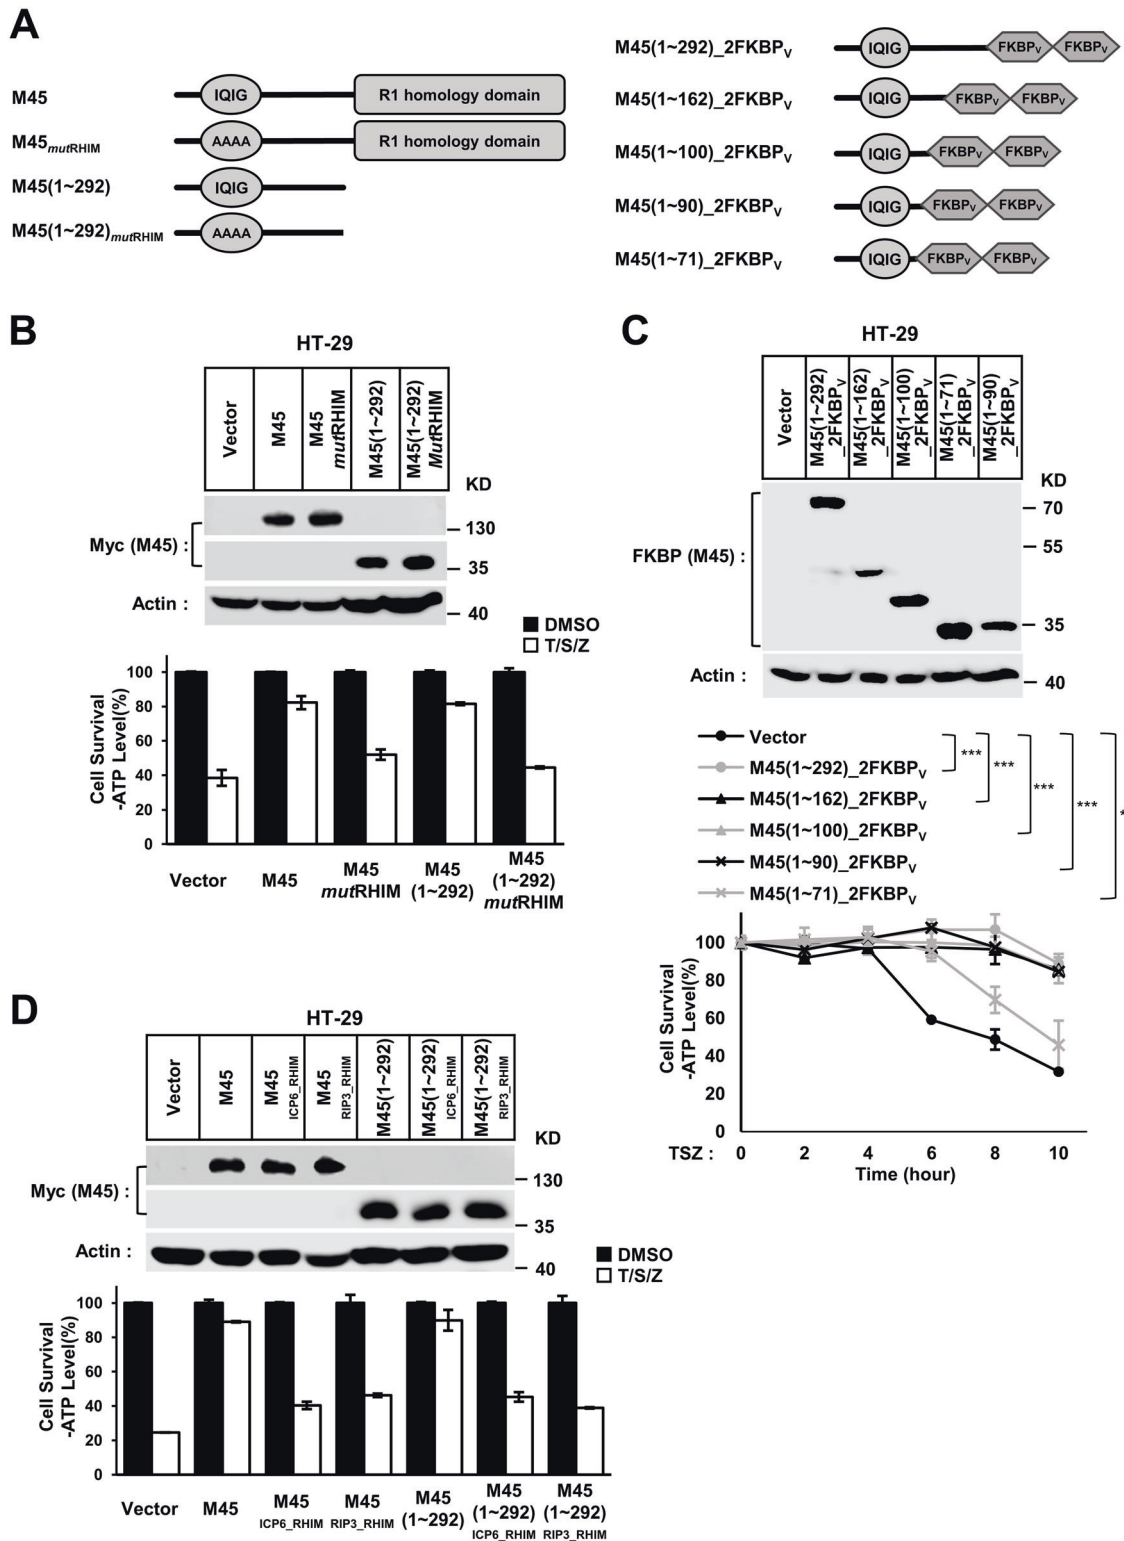 A
M45
IQIG
R1 homology domain
M45mutRHIM
AAAA
R1 homology domain
M45(1~292)
IQIG
M45(1~292)mutRHIM
AAAA
M45(1~292)_2FKBPV
IQIG
FKBPV
FKBPV
M45(1~162)_2FKBPV
IQIG
FKBPV
FKBPV
M45(1~100)_2FKBPV
IQIG
FKBPV
FKBPV
M45(1~90)_2FKBPV
IQIG
FKBPV
FKBPV
M45(1~71)_2FKBPV
IQIG
FKBPV
FKBPV
B
HT-29
Vector
M45
M45
mutRHIM
M45(1~292)
M45(1~292)
MutRHIM
KD
Myc (M45) :
130
35
Actin :
40
DMSO
T/S/Z
Cell Survival
-ATP Level(%)
100
80
60
40
20
0
Vector
M45
M45
mutRHIM
M45
(1~292)
M45
(1~292)
mutRHIM
C
HT-29
Vector
M45(1~292)
_2FKBPV
M45(1~162)
_2FKBPV
M45(1~100)
_2FKBPV
M45(1~71)
_2FKBPV
M45(1~90)
_2FKBPV
KD
FKBP (M45) :
70
55
35
Actin :
40
Vector
M45(1~292)_2FKBPV
M45(1~162)_2FKBPV
M45(1~100)_2FKBPV
M45(1~90)_2FKBPV
M45(1~71)_2FKBPV
***
***
***
***
*
Cell Survival
-ATP Level(%)
100
80
60
40
20
0
TSZ :
0 2 4 6 8 10
Time (hour)
D
HT-29
Vector
M45
M45
ICP6_RHIM
M45
RIP3_RHIM
M45(1~292)
M45(1~292)
ICP6_RHIM
M45(1~292)
RIP3_RHIM
KD
Myc (M45) :
130
35
Actin :
40
DMSO
T/S/Z
Cell Survival
-ATP Level(%)
100
80
60
40
20
0
Vector
M45
M45
ICP6_RHIM
M45
RIP3_RHIM
M45
(1~292)
M45
(1~292)
ICP6_RHIM
M45
(1~292)
RIP3_RHIM